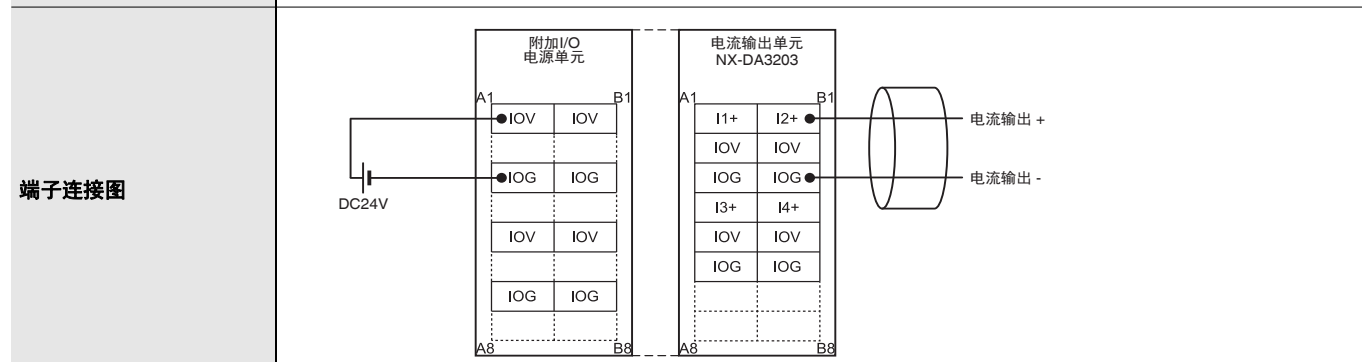 端子连接图
附加I/O
电源单元
A1 B1
IOV IOV
IOG IOG
IOV IOV
IOG IOG
A8 B8
DC24V
电流输出单元
NX-DA3203
A1 B1
I1+ I2+
IOV IOV
IOG IOG
I3+ I4+
IOV IOV
IOG IOG
A8 B8
电流输出 +
电流输出 -